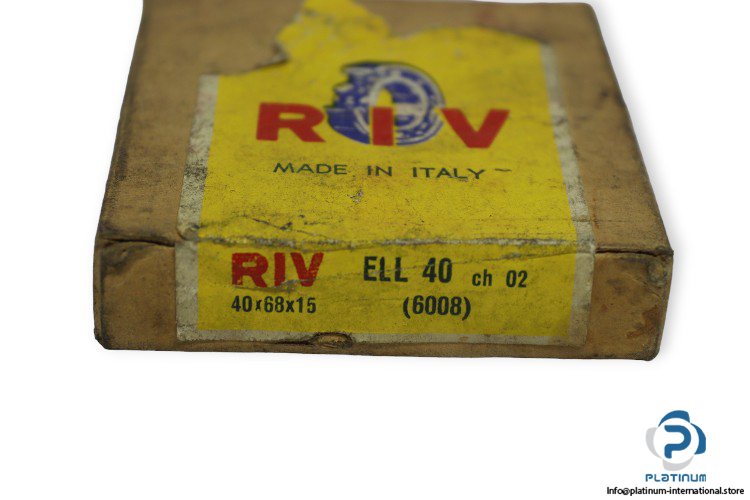 RIV
MADE IN ITALY
RIV ELL 40 ch 02
40x68x15 (6008)
PLATINUM
Info@platinum-international.store